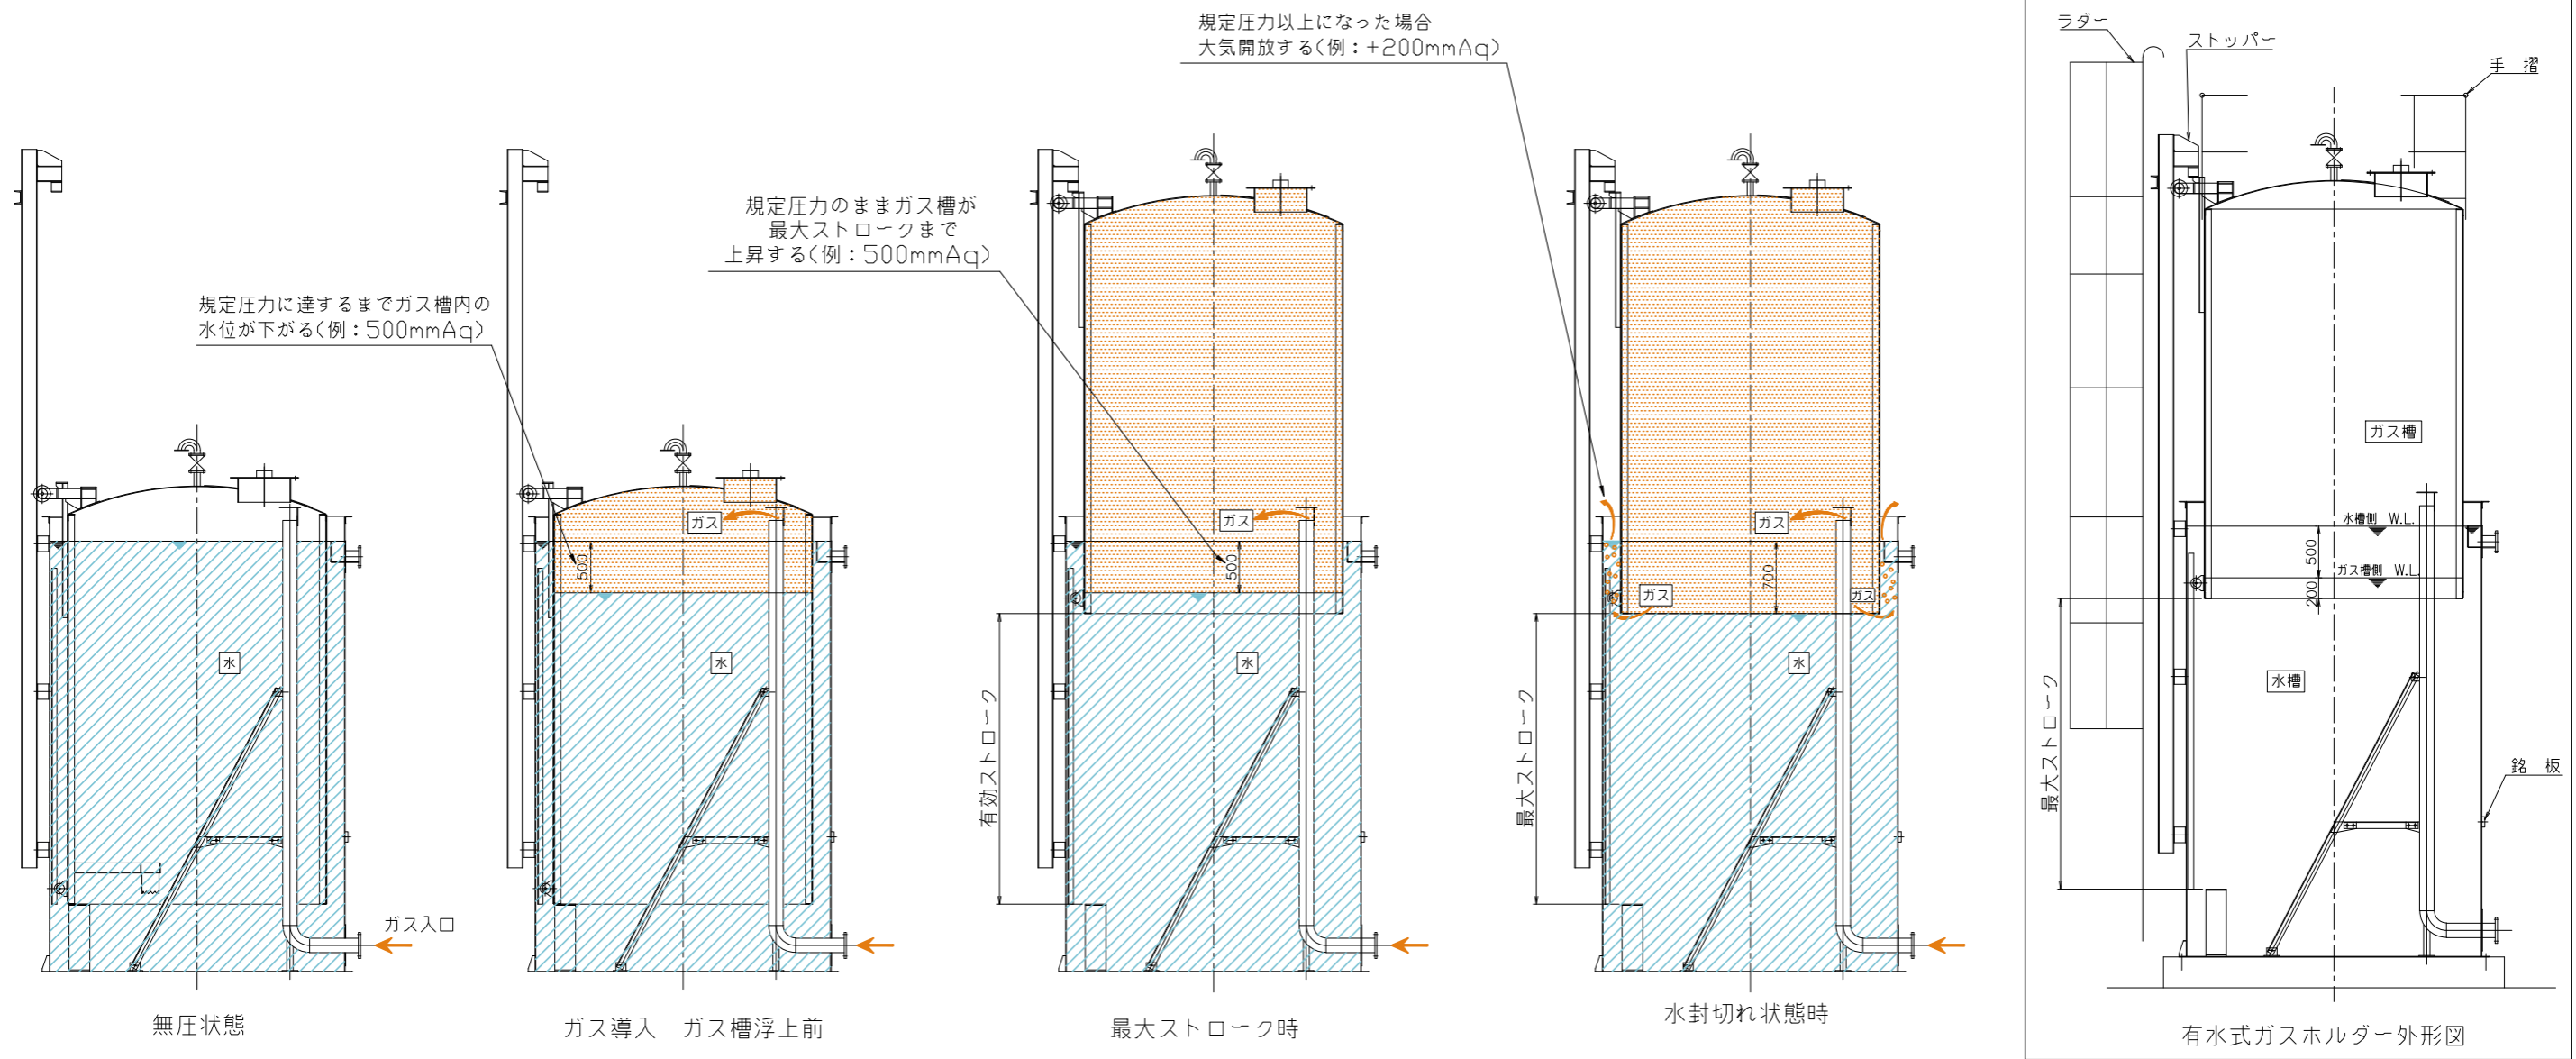 規定圧力以上になった場合
大気開放する(例：+200mmAq)
規定圧力のままガス槽が
最大ストロークまで
上昇する(例：500mmAq)
規定圧力に達するまでガス槽内の
水位が下がる(例：500mmAq)
水
ガス入口
無圧状態
ガス
500
水
ガス導入　ガス槽浮上前
ガス
500
水
有効ストローク
最大ストローク時
ガス
700
ガス
ガス
水
最大ストローク
水封切れ状態時
ラダー
ストッパー
手　摺
ガス槽
水槽側　W.L.
500
ガス槽側　W.L.
200
水槽
最大ストローク
銘　板
有水式ガスホルダー外形図